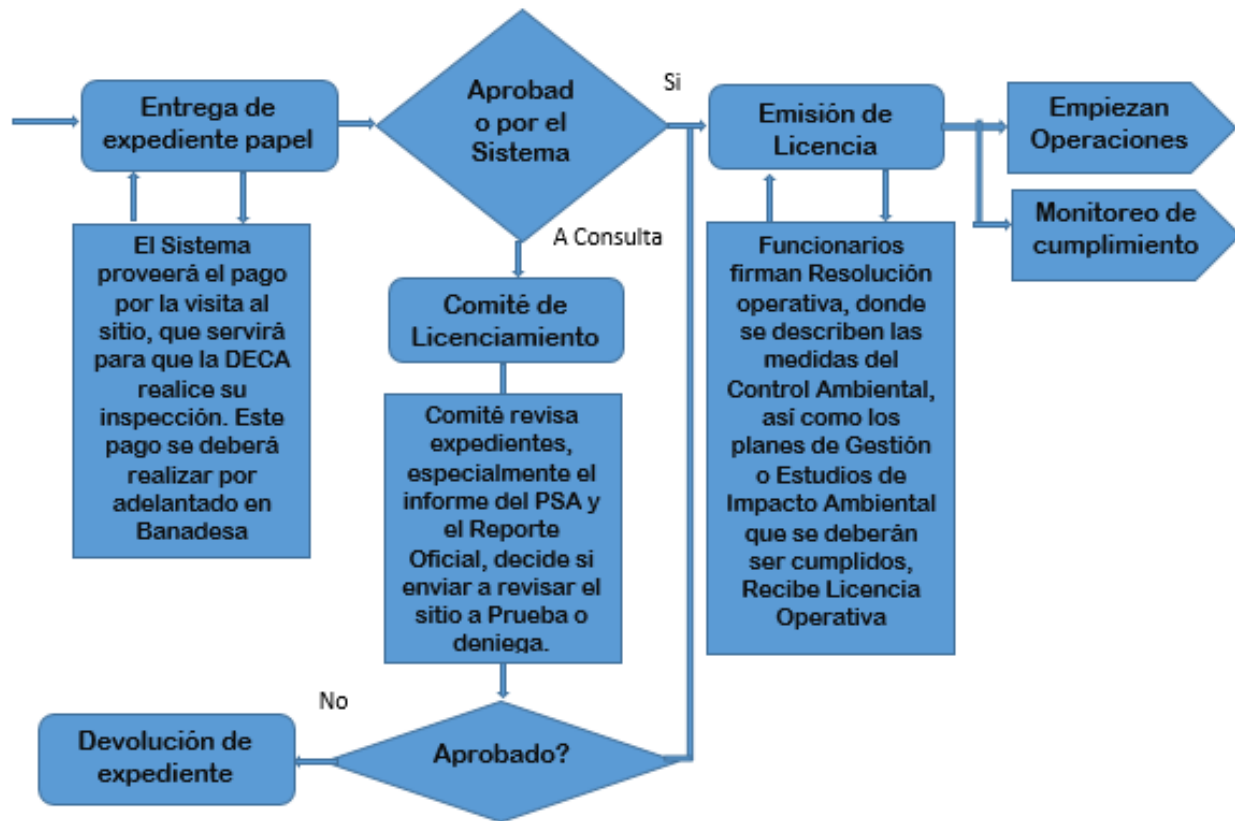 Entrega de
expediente papel
Aprobad
o por el
Sistema
Si
Emisión de
Licencia
Empiezan
Operaciones
Monitoreo de
cumplimiento
El Sistema
proveerá el pago
por la visita al
sitio, que servirá
para que la DECA
realice su
inspección. Este
pago se deberá
realizar por
adelantado en
Banadesa
A Consulta
Comité de
Licenciamiento
Comité revisa
expedientes,
especialmente el
informe del PSA y
el Reporte
Oficial, decide si
enviar a revisar el
sitio a Prueba o
deniega.
Funcionarios
firman Resolución
operativa, donde
se describen las
medidas del
Control Ambiental,
así como los
planes de Gestión
o Estudios de
Impacto Ambiental
que se deberán
ser cumplidos,
Recibe Licencia
Operativa
No
Devolución de
expediente
Aprobado?